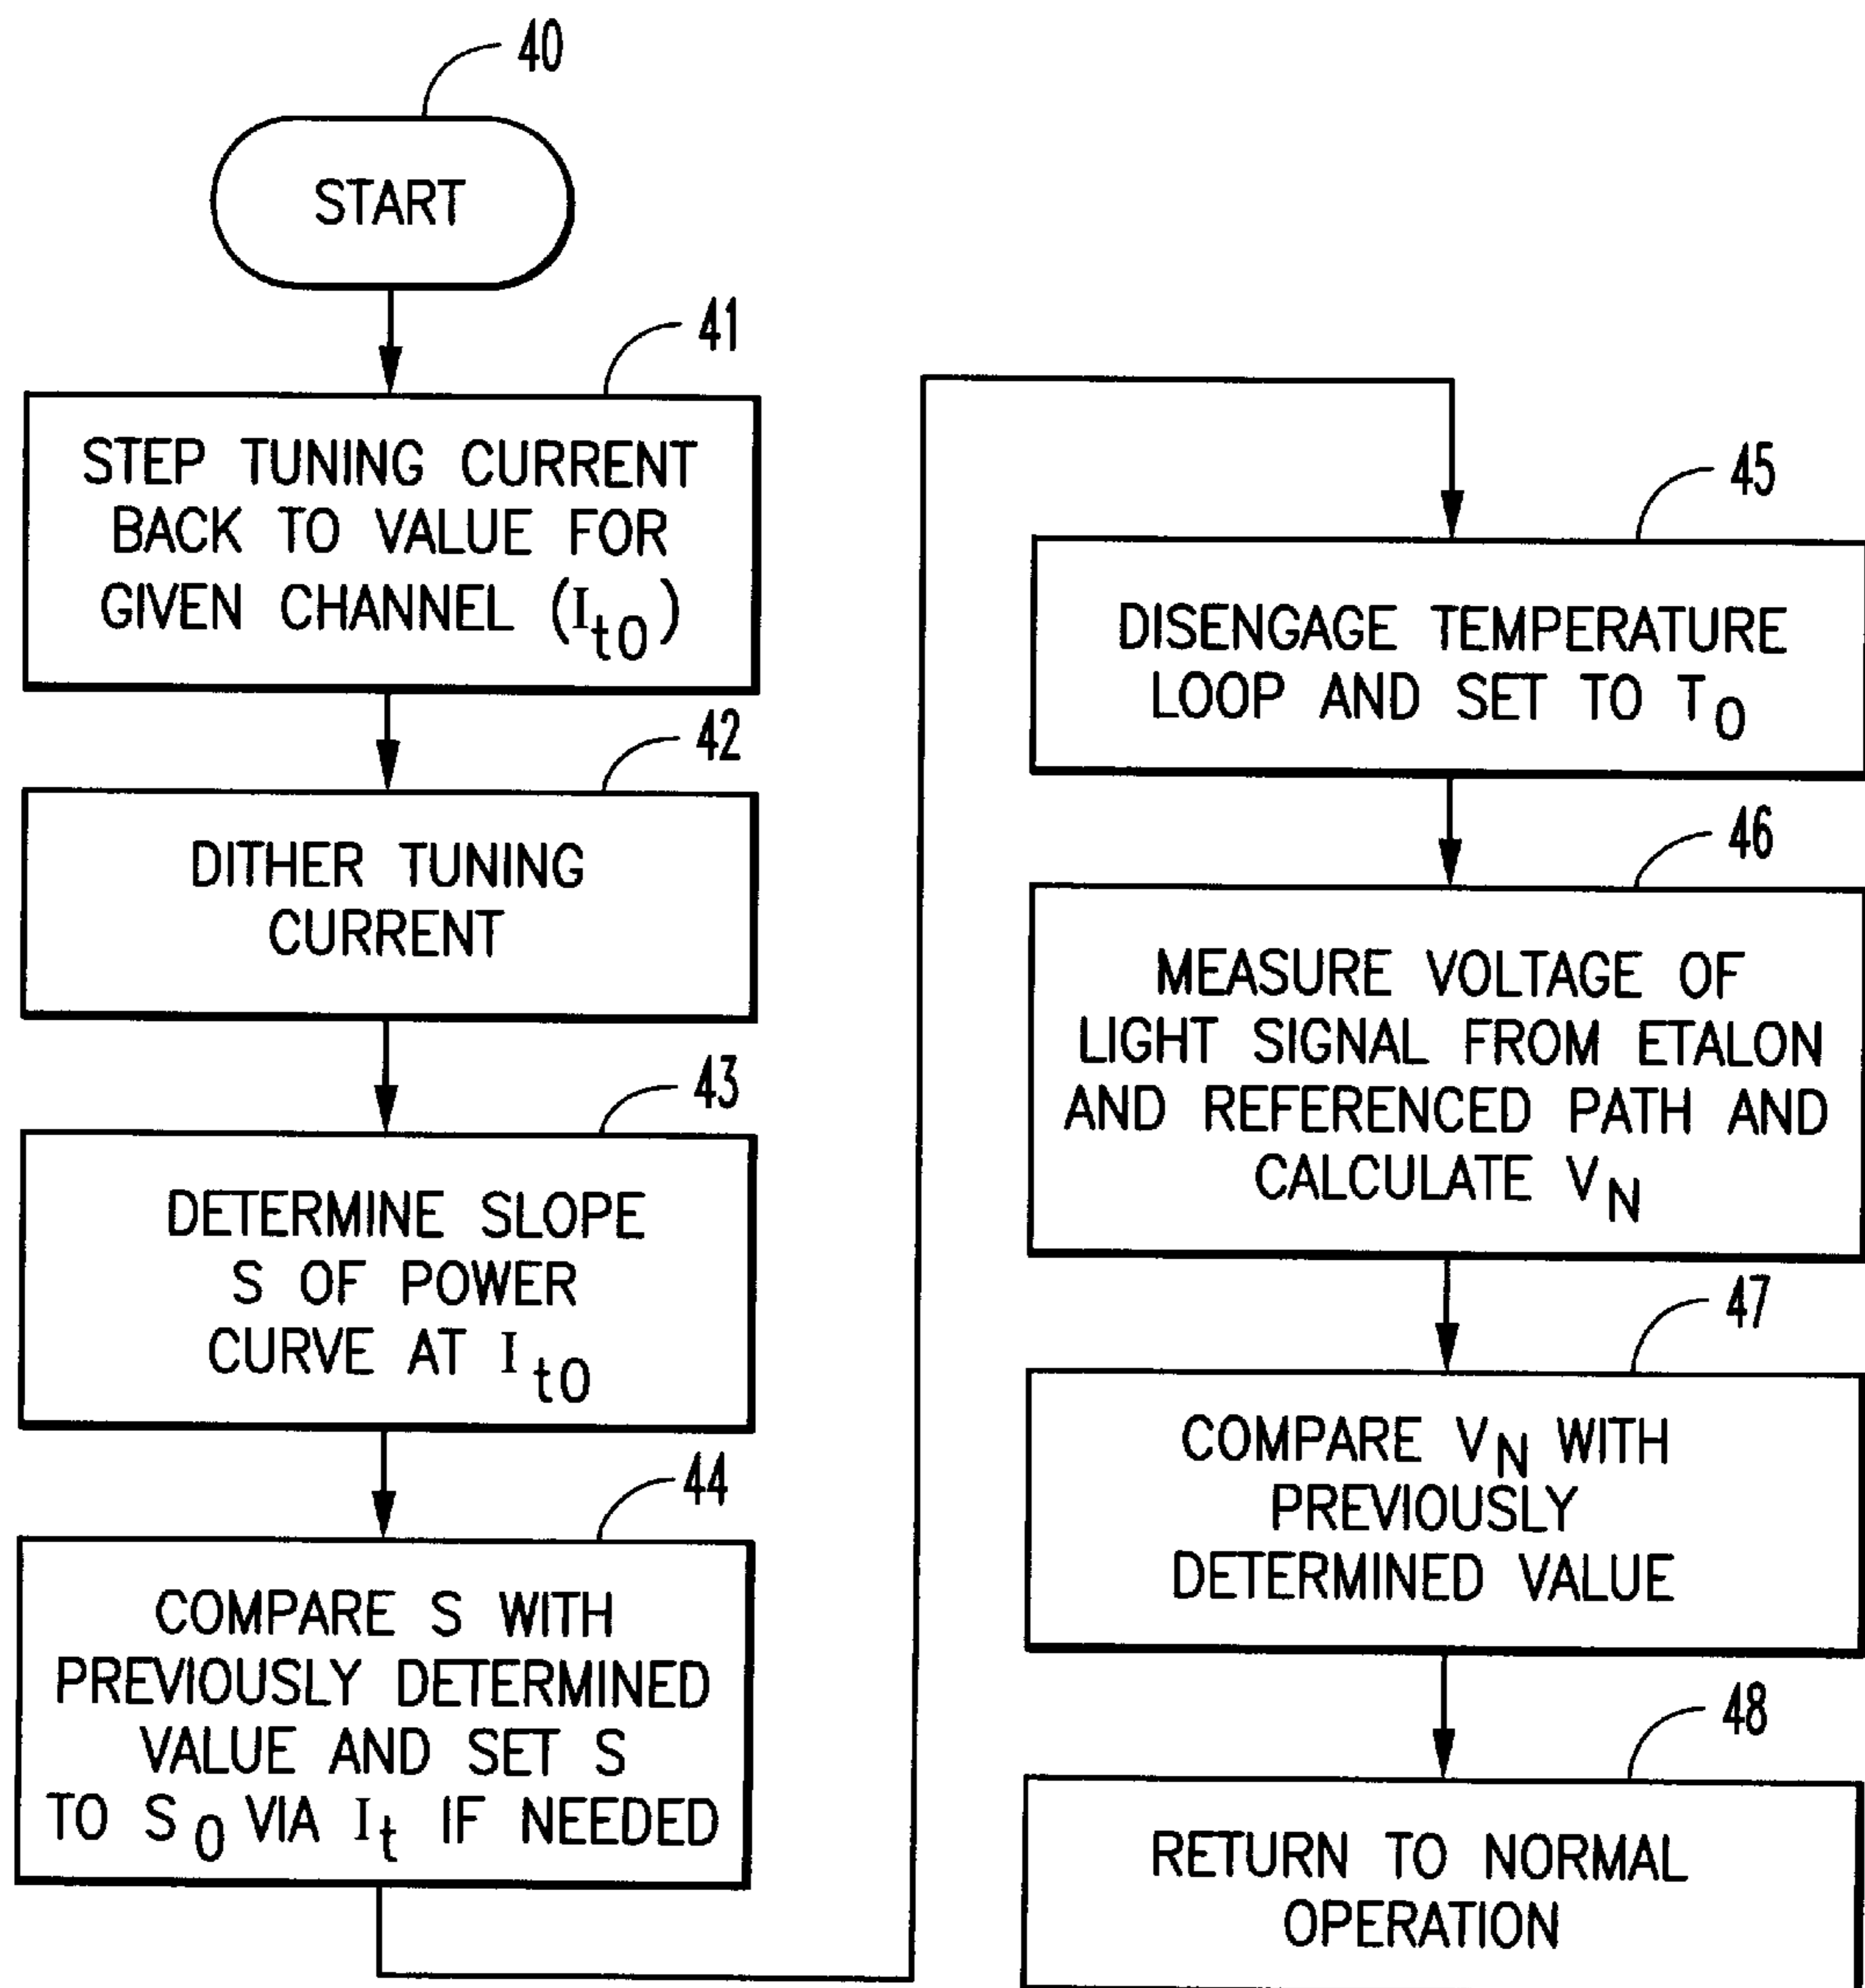 40
START
41
STEP TUNING CURRENT
BACK TO VALUE FOR
GIVEN CHANNEL (It0)
42
DITHER TUNING
CURRENT
43
DETERMINE SLOPE
S OF POWER
CURVE AT It0
44
COMPARE S WITH
PREVIOUSLY DETERMINED
VALUE AND SET S
TO S0 VIA It IF NEEDED
45
DISENGAGE TEMPERATURE
LOOP AND SET TO T0
46
MEASURE VOLTAGE OF
LIGHT SIGNAL FROM ETALON
AND REFERENCED PATH AND
CALCULATE VN
47
COMPARE VN WITH
PREVIOUSLY
DETERMINED VALUE
48
RETURN TO NORMAL
OPERATION